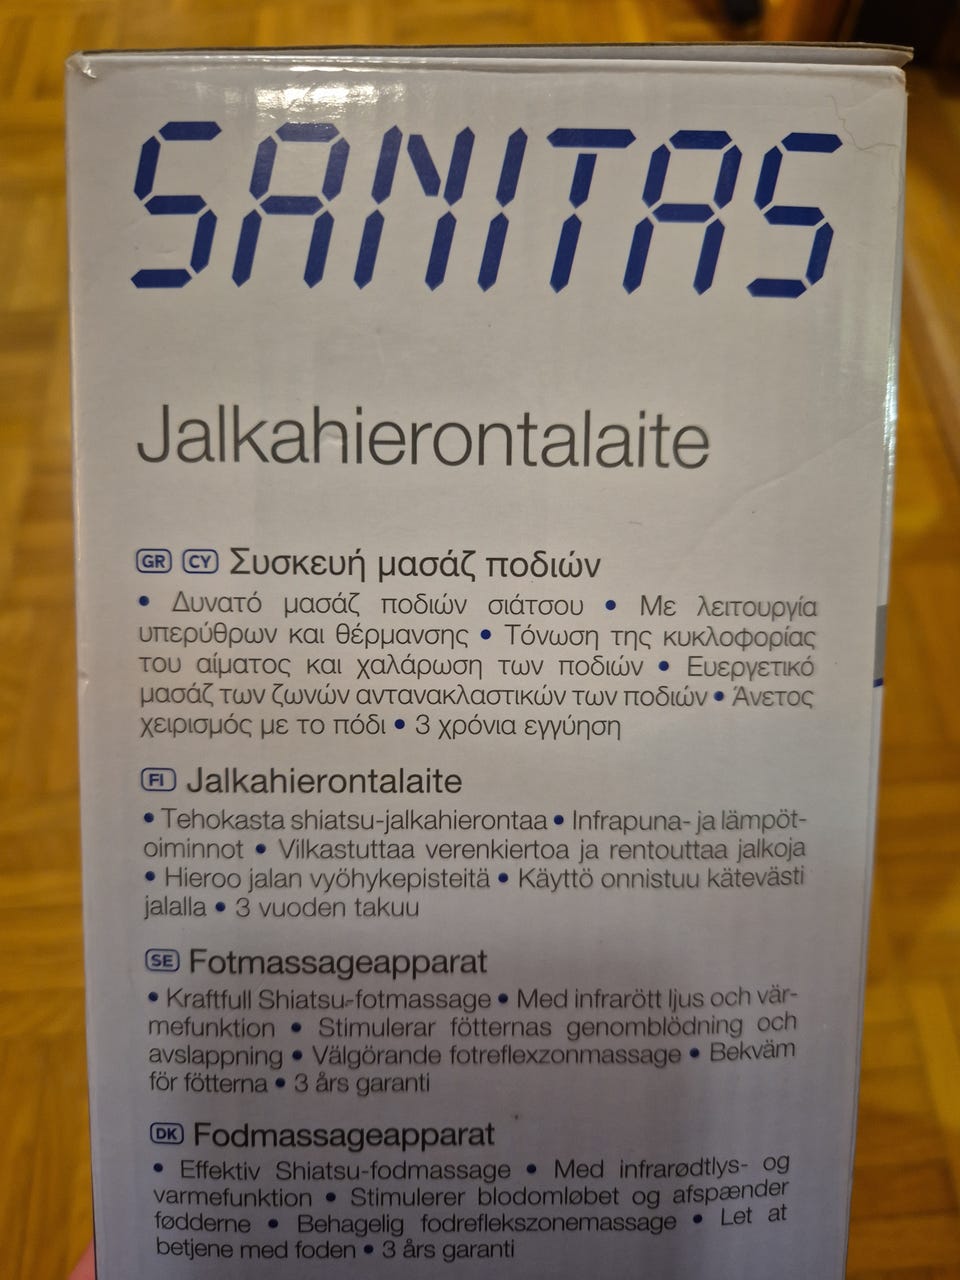 SANITAS
Jalkahierontalaite
GR CY Συσκευή μασάζ ποδιών
• Δυνατό μασάζ ποδιών σιάτσου • Με λειτουργία
υπερύθρων και θέρμανσης • Τόνωση της κυκλοφορίας
του αίματος και χαλάρωση των ποδιών • Ευεργετικό
μασάζ των ζωνών αντανακλαστικών των ποδιών • Άνετος
χειρισμός με το πόδι • 3 χρόνια εγγύηση
FI Jalkahierontalaite
• Tehokasta shiatsu-jalkahierontaa • Infrapuna- ja lämpöt-
oiminnot • Vilkastuttaa verenkiertoa ja rentouttaa jalkoja
• Hieroo jalan vyöhykepisteitä • Käyttö onnistuu kätevästi
jalalla • 3 vuoden takuu
SE Fotmassageapparat
• Kraftfull Shiatsu-fotmassage • Med infrarött ljus och vär-
mefunktion • Stimulerar fötternas genomblödning och
avslappning • Välgörande fotreflexzonmassage • Bekväm
för fötterna • 3 års garanti
DK Fodmassageapparat
• Effektiv Shiatsu-fodmassage • Med infrarødtlys- og
varmefunktion • Stimulerer blodomløbet og afspænder
fødderne • Behagelig fodreflekszonemassage • Let at
betjene med foden • 3 års garanti